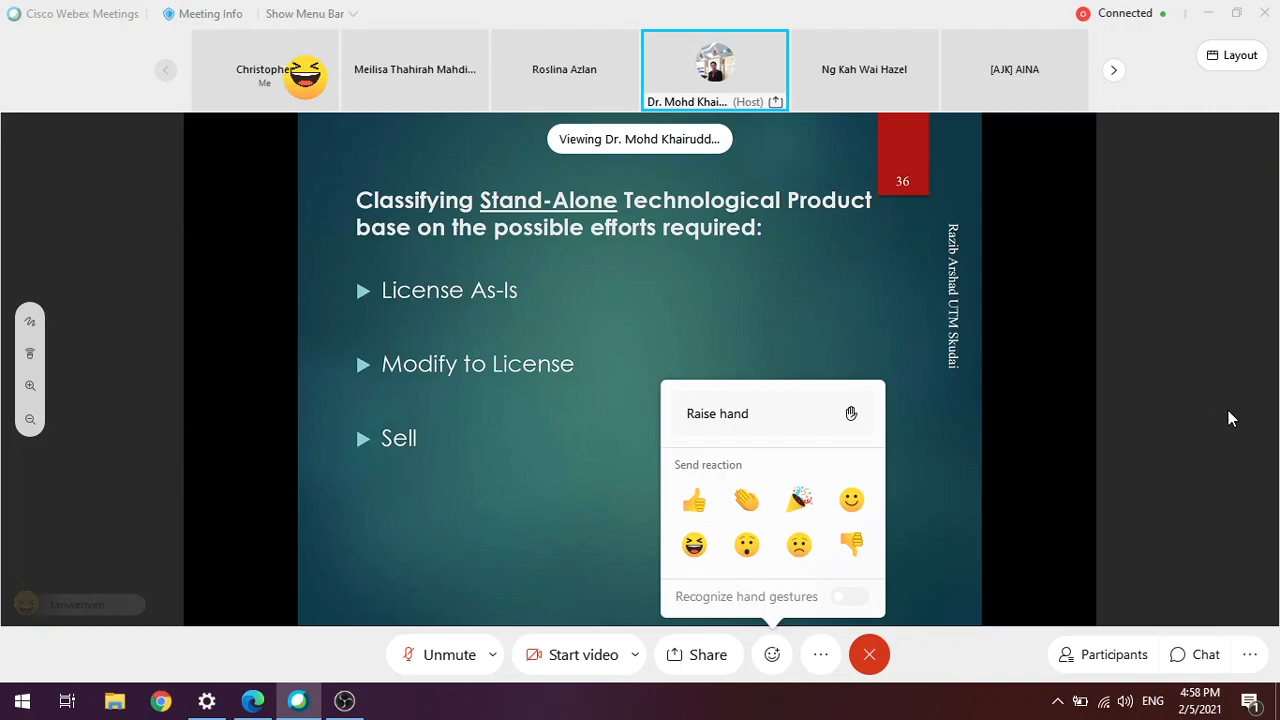 Cisco Webex Meetings
Meeting Info
Show Menu Bar
Connected
Christophe
Me
Meilisa Thahirah Mahdi...
Roslina Azlan
Dr. Mohd Khai... (Host)
Ng Kah Wai Hazel
[AJK] AINA
Layout
Viewing Dr. Mohd Khairudd...
36
Classifying Stand-Alone Technological Product
base on the possible efforts required:
License As-Is
Modify to License
Sell
Razib Arshad UTM Skudai
Raise hand
Send reaction
Recognize hand gestures
tanwenyen
Unmute
Start video
Share
Participants
Chat
ENG
4:58 PM
2/5/2021
1